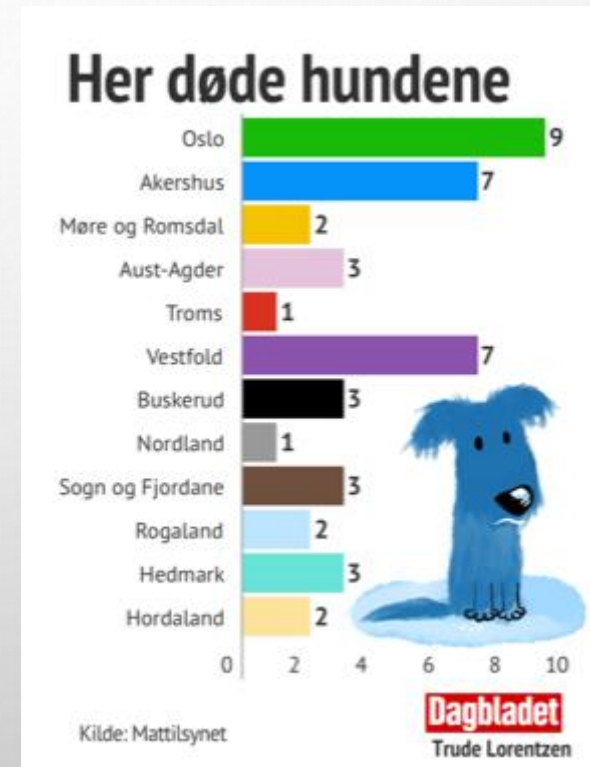 Her døde hundene
Oslo 9
Akershus 7
Møre og Romsdal 2
Aust-Agder 3
Troms 1
Vestfold 7
Buskerud 3
Nordland 1
Sogn og Fjordane 3
Rogaland 2
Hedmark 3
Hordaland 2
0 2 4 6 8 10
Kilde: Mattilsynet
Dagbladet
Trude Lorentzen